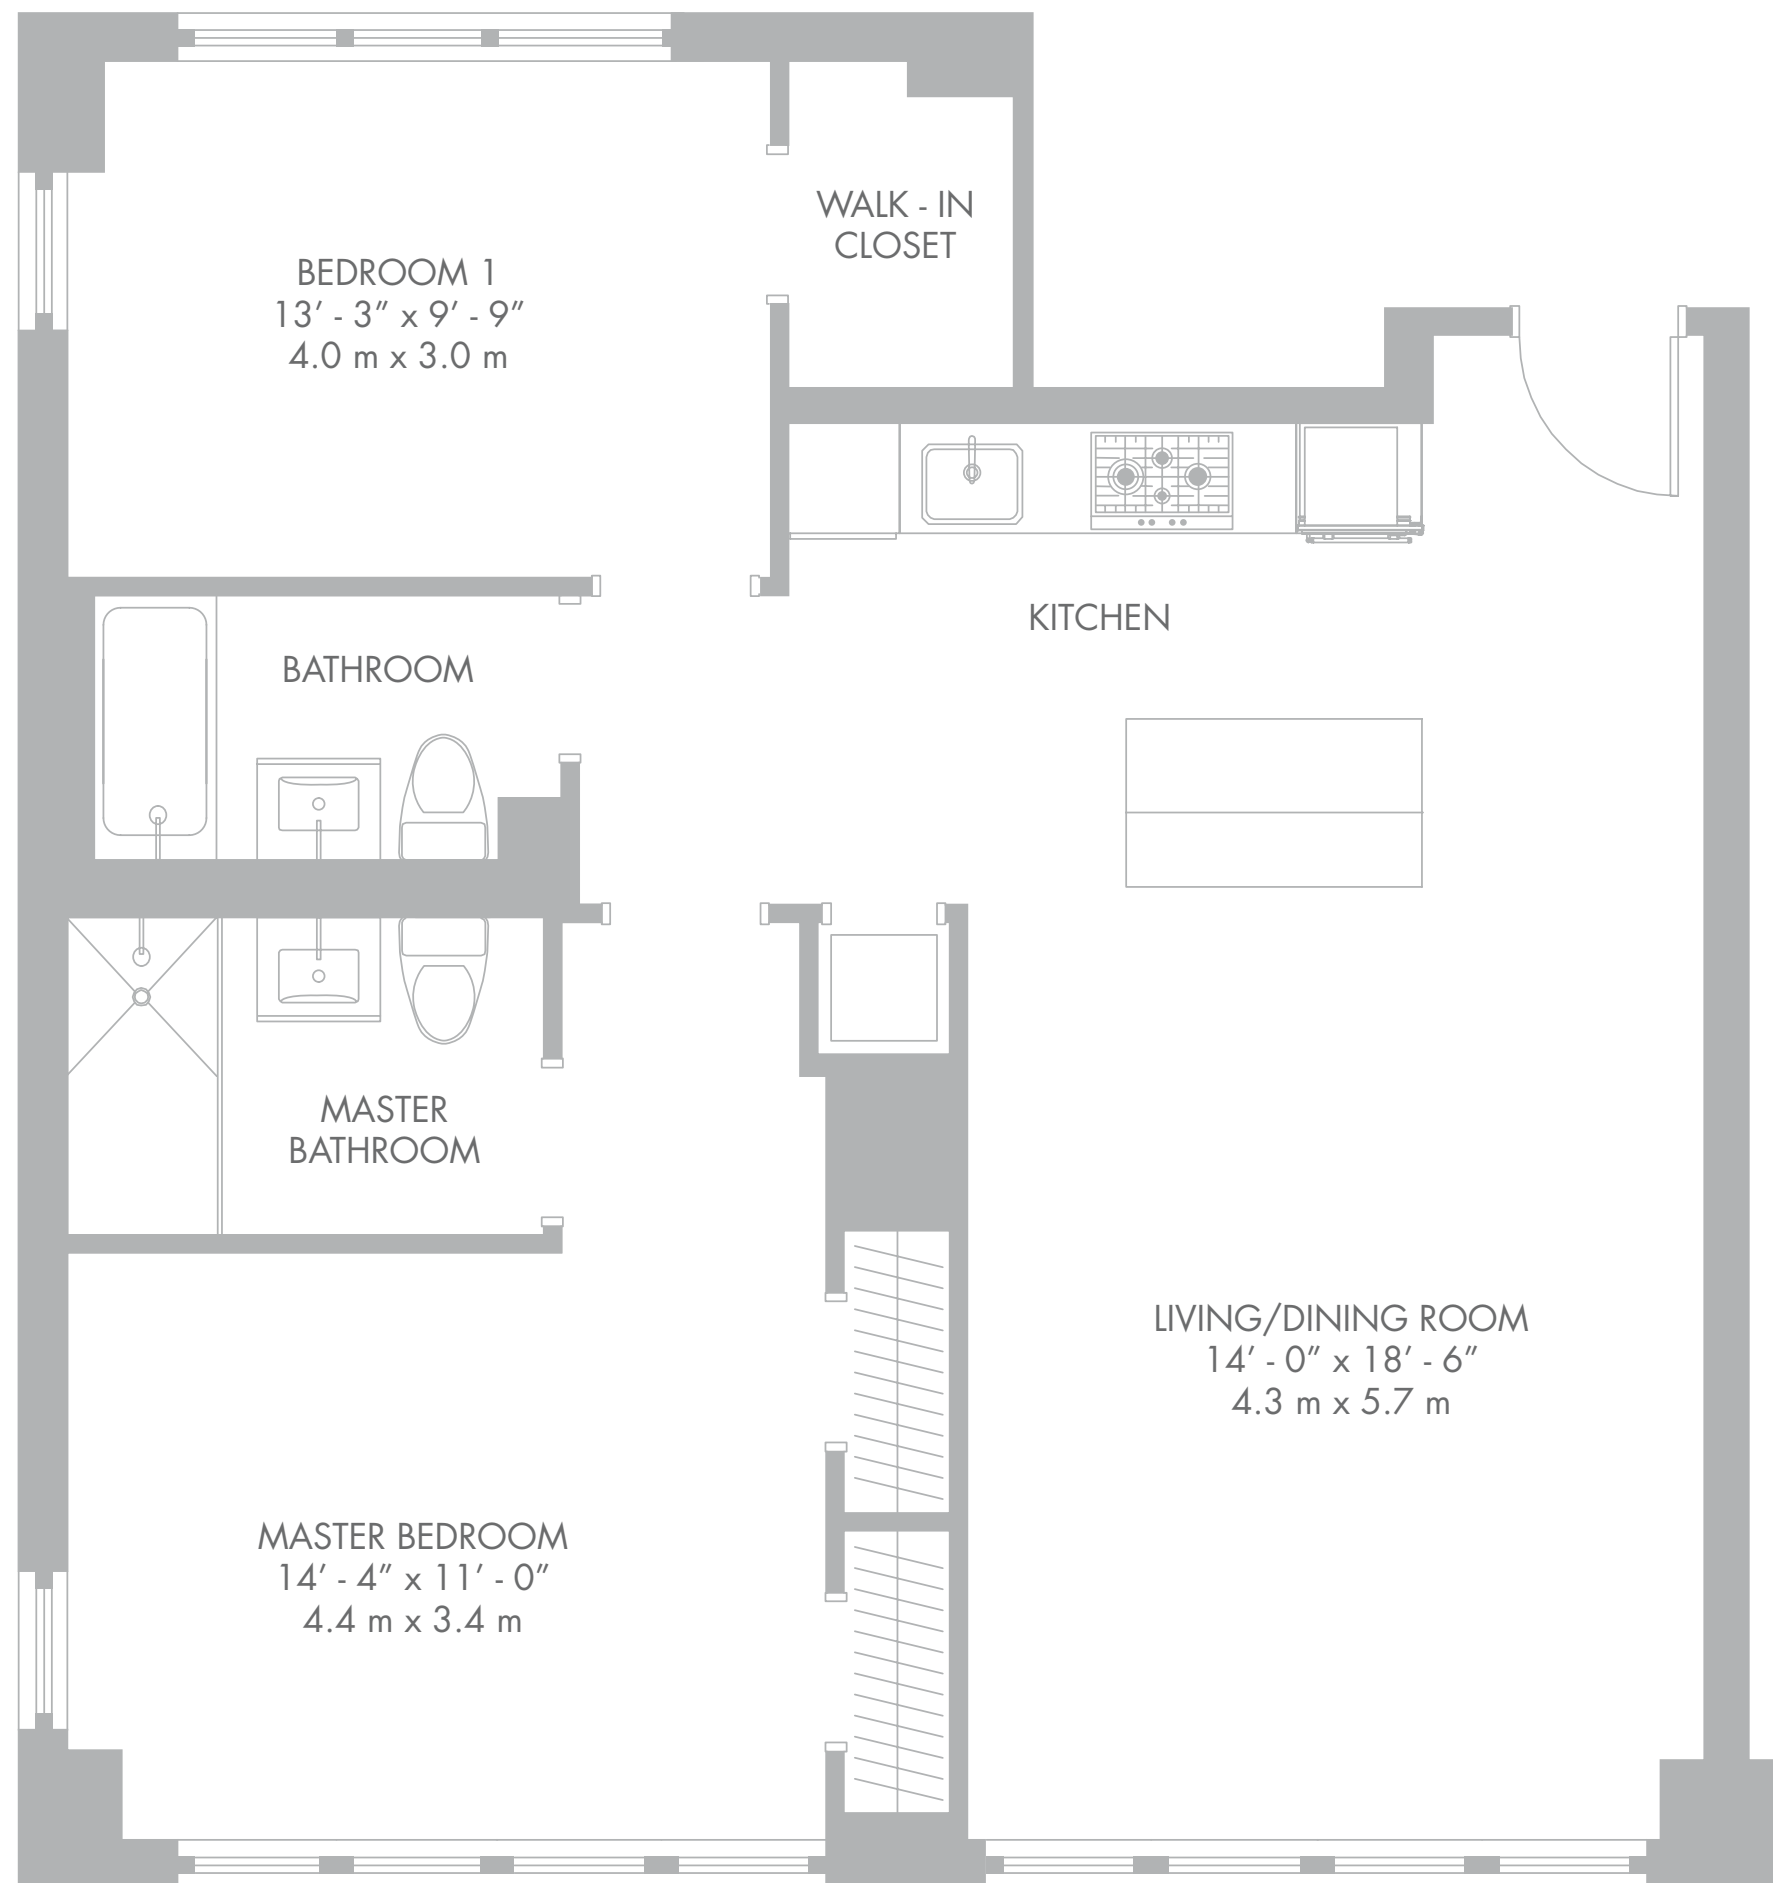 WALK - IN
CLOSET
BEDROOM 1
13’ - 3” x 9’ - 9”
4.0 m x 3.0 m
KITCHEN
BATHROOM
MASTER
BATHROOM
LIVING/DINING ROOM
14’ - 0” x 18’ - 6”
4.3 m x 5.7 m
MASTER BEDROOM
14’ - 4” x 11’ - 0”
4.4 m x 3.4 m